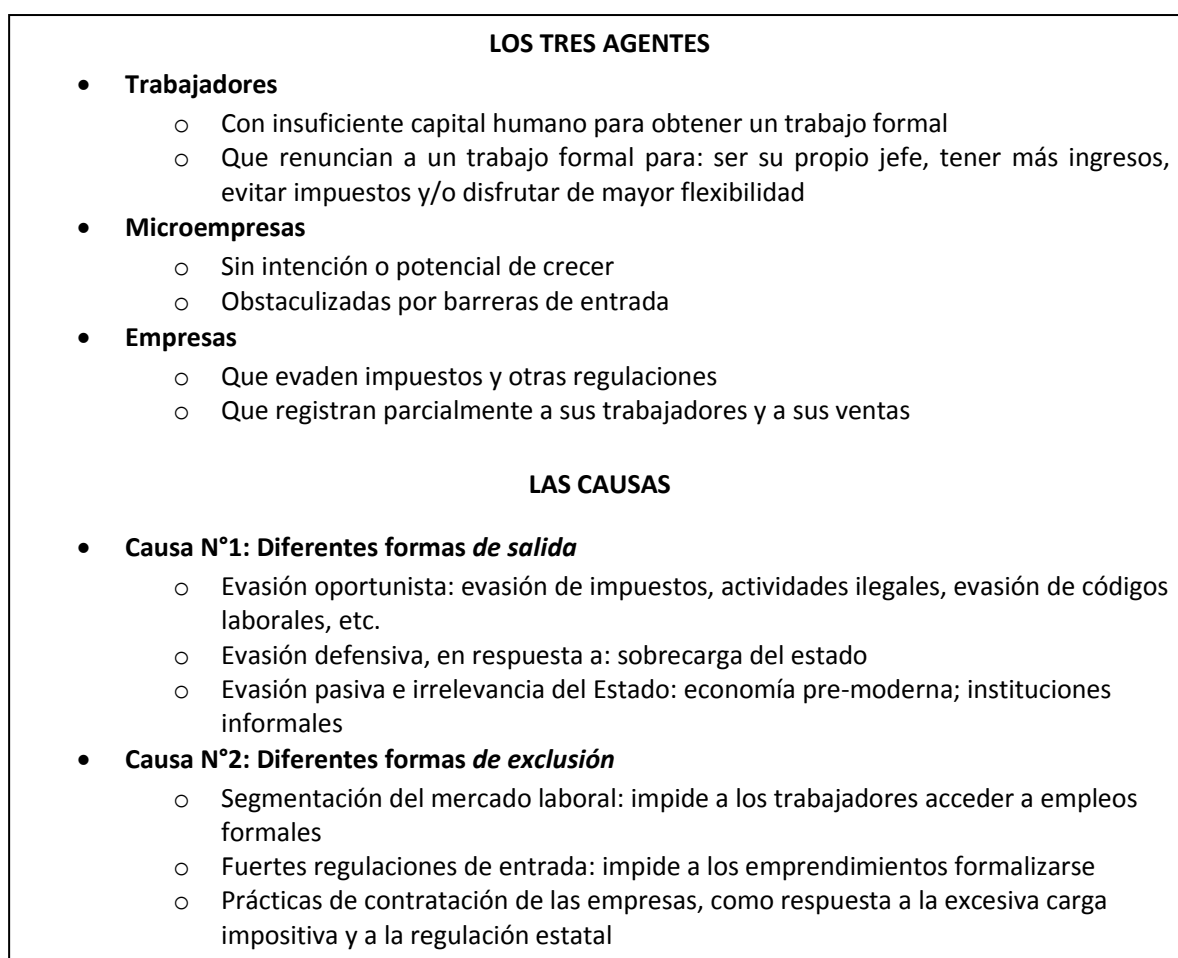 LOS TRES AGENTES
• Trabajadores
o Con insuficiente capital humano para obtener un trabajo formal
o Que renuncian a un trabajo formal para: ser su propio jefe, tener más ingresos,
evitar impuestos y/o disfrutar de mayor flexibilidad
• Microempresas
o Sin intención o potencial de crecer
o Obstaculizadas por barreras de entrada
• Empresas
o Que evaden impuestos y otras regulaciones
o Que registran parcialmente a sus trabajadores y a sus ventas
LAS CAUSAS
• Causa N°1: Diferentes formas de salida
o Evasión oportunista: evasión de impuestos, actividades ilegales, evasión de códigos
laborales, etc.
o Evasión defensiva, en respuesta a: sobrecarga del estado
o Evasión pasiva e irrelevancia del Estado: economía pre-moderna; instituciones
informales
• Causa N°2: Diferentes formas de exclusión
o Segmentación del mercado laboral: impide a los trabajadores acceder a empleos
formales
o Fuertes regulaciones de entrada: impide a los emprendimientos formalizarse
o Prácticas de contratación de las empresas, como respuesta a la excesiva carga
impositiva y a la regulación estatal